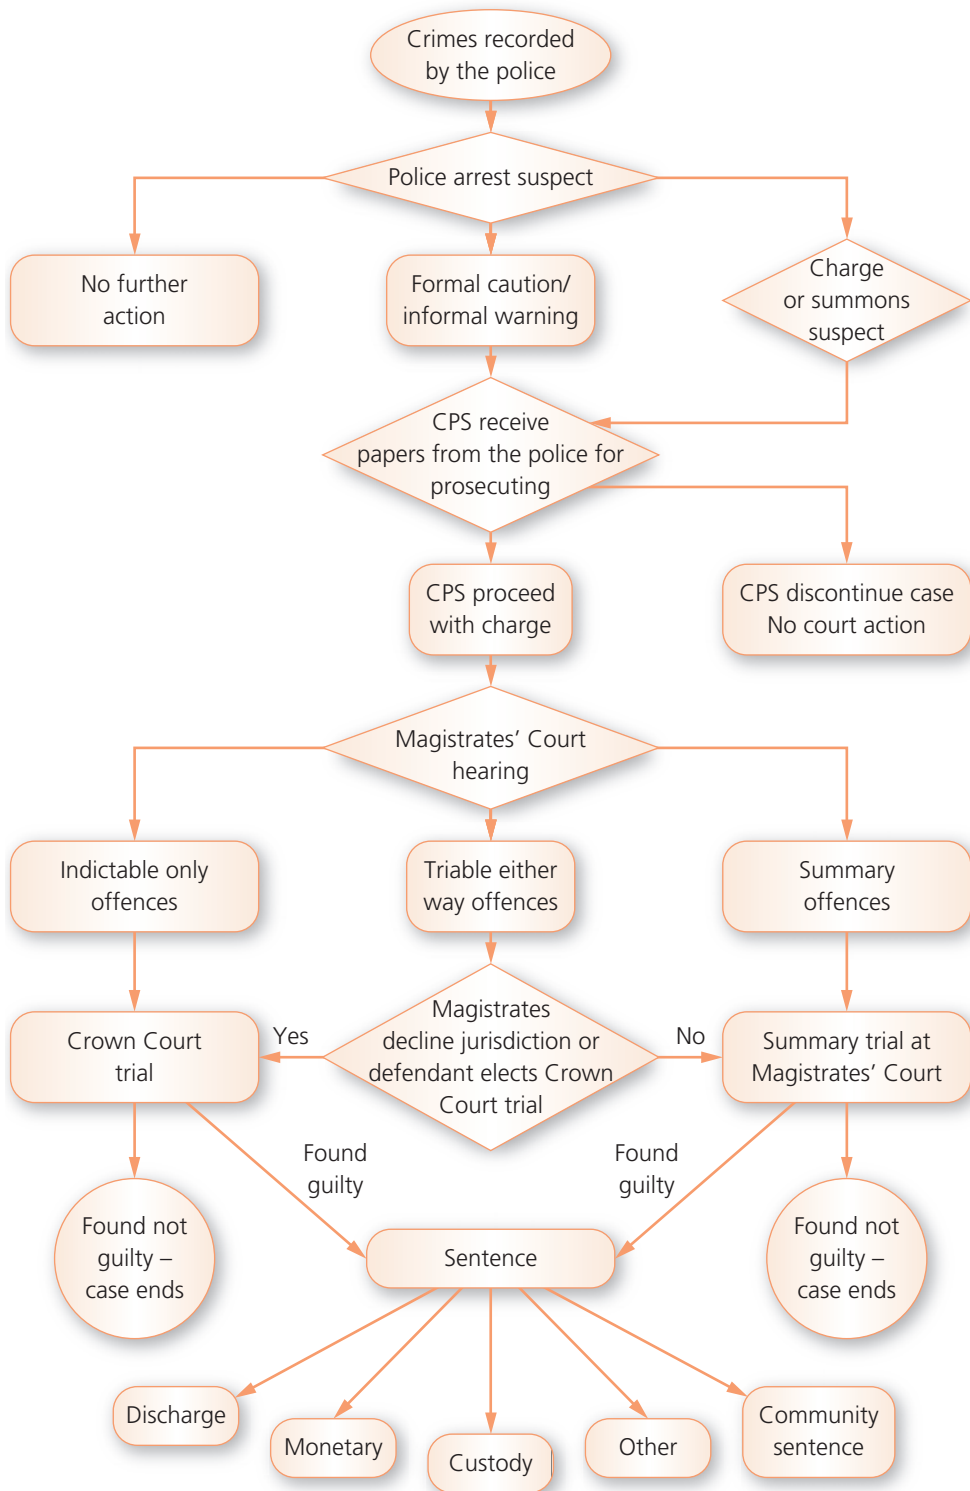 Crimes recorded
by the police
Police arrest suspect
No further
action
Formal caution/
informal warning
Charge
or summons
suspect
CPS receive
papers from the police for
prosecuting
CPS proceed
with charge
CPS discontinue case
No court action
Magistrates’ Court
hearing
Indictable only
offences
Triable either
way offences
Summary
offences
Crown Court
trial
Yes
Magistrates
decline jurisdiction or
defendant elects Crown
Court trial
No
Summary trial at
Magistrates’ Court
Found
guilty
Found
guilty
Found not
guilty –
case ends
Sentence
Found not
guilty –
case ends
Discharge
Monetary
Custody
Other
Community
sentence